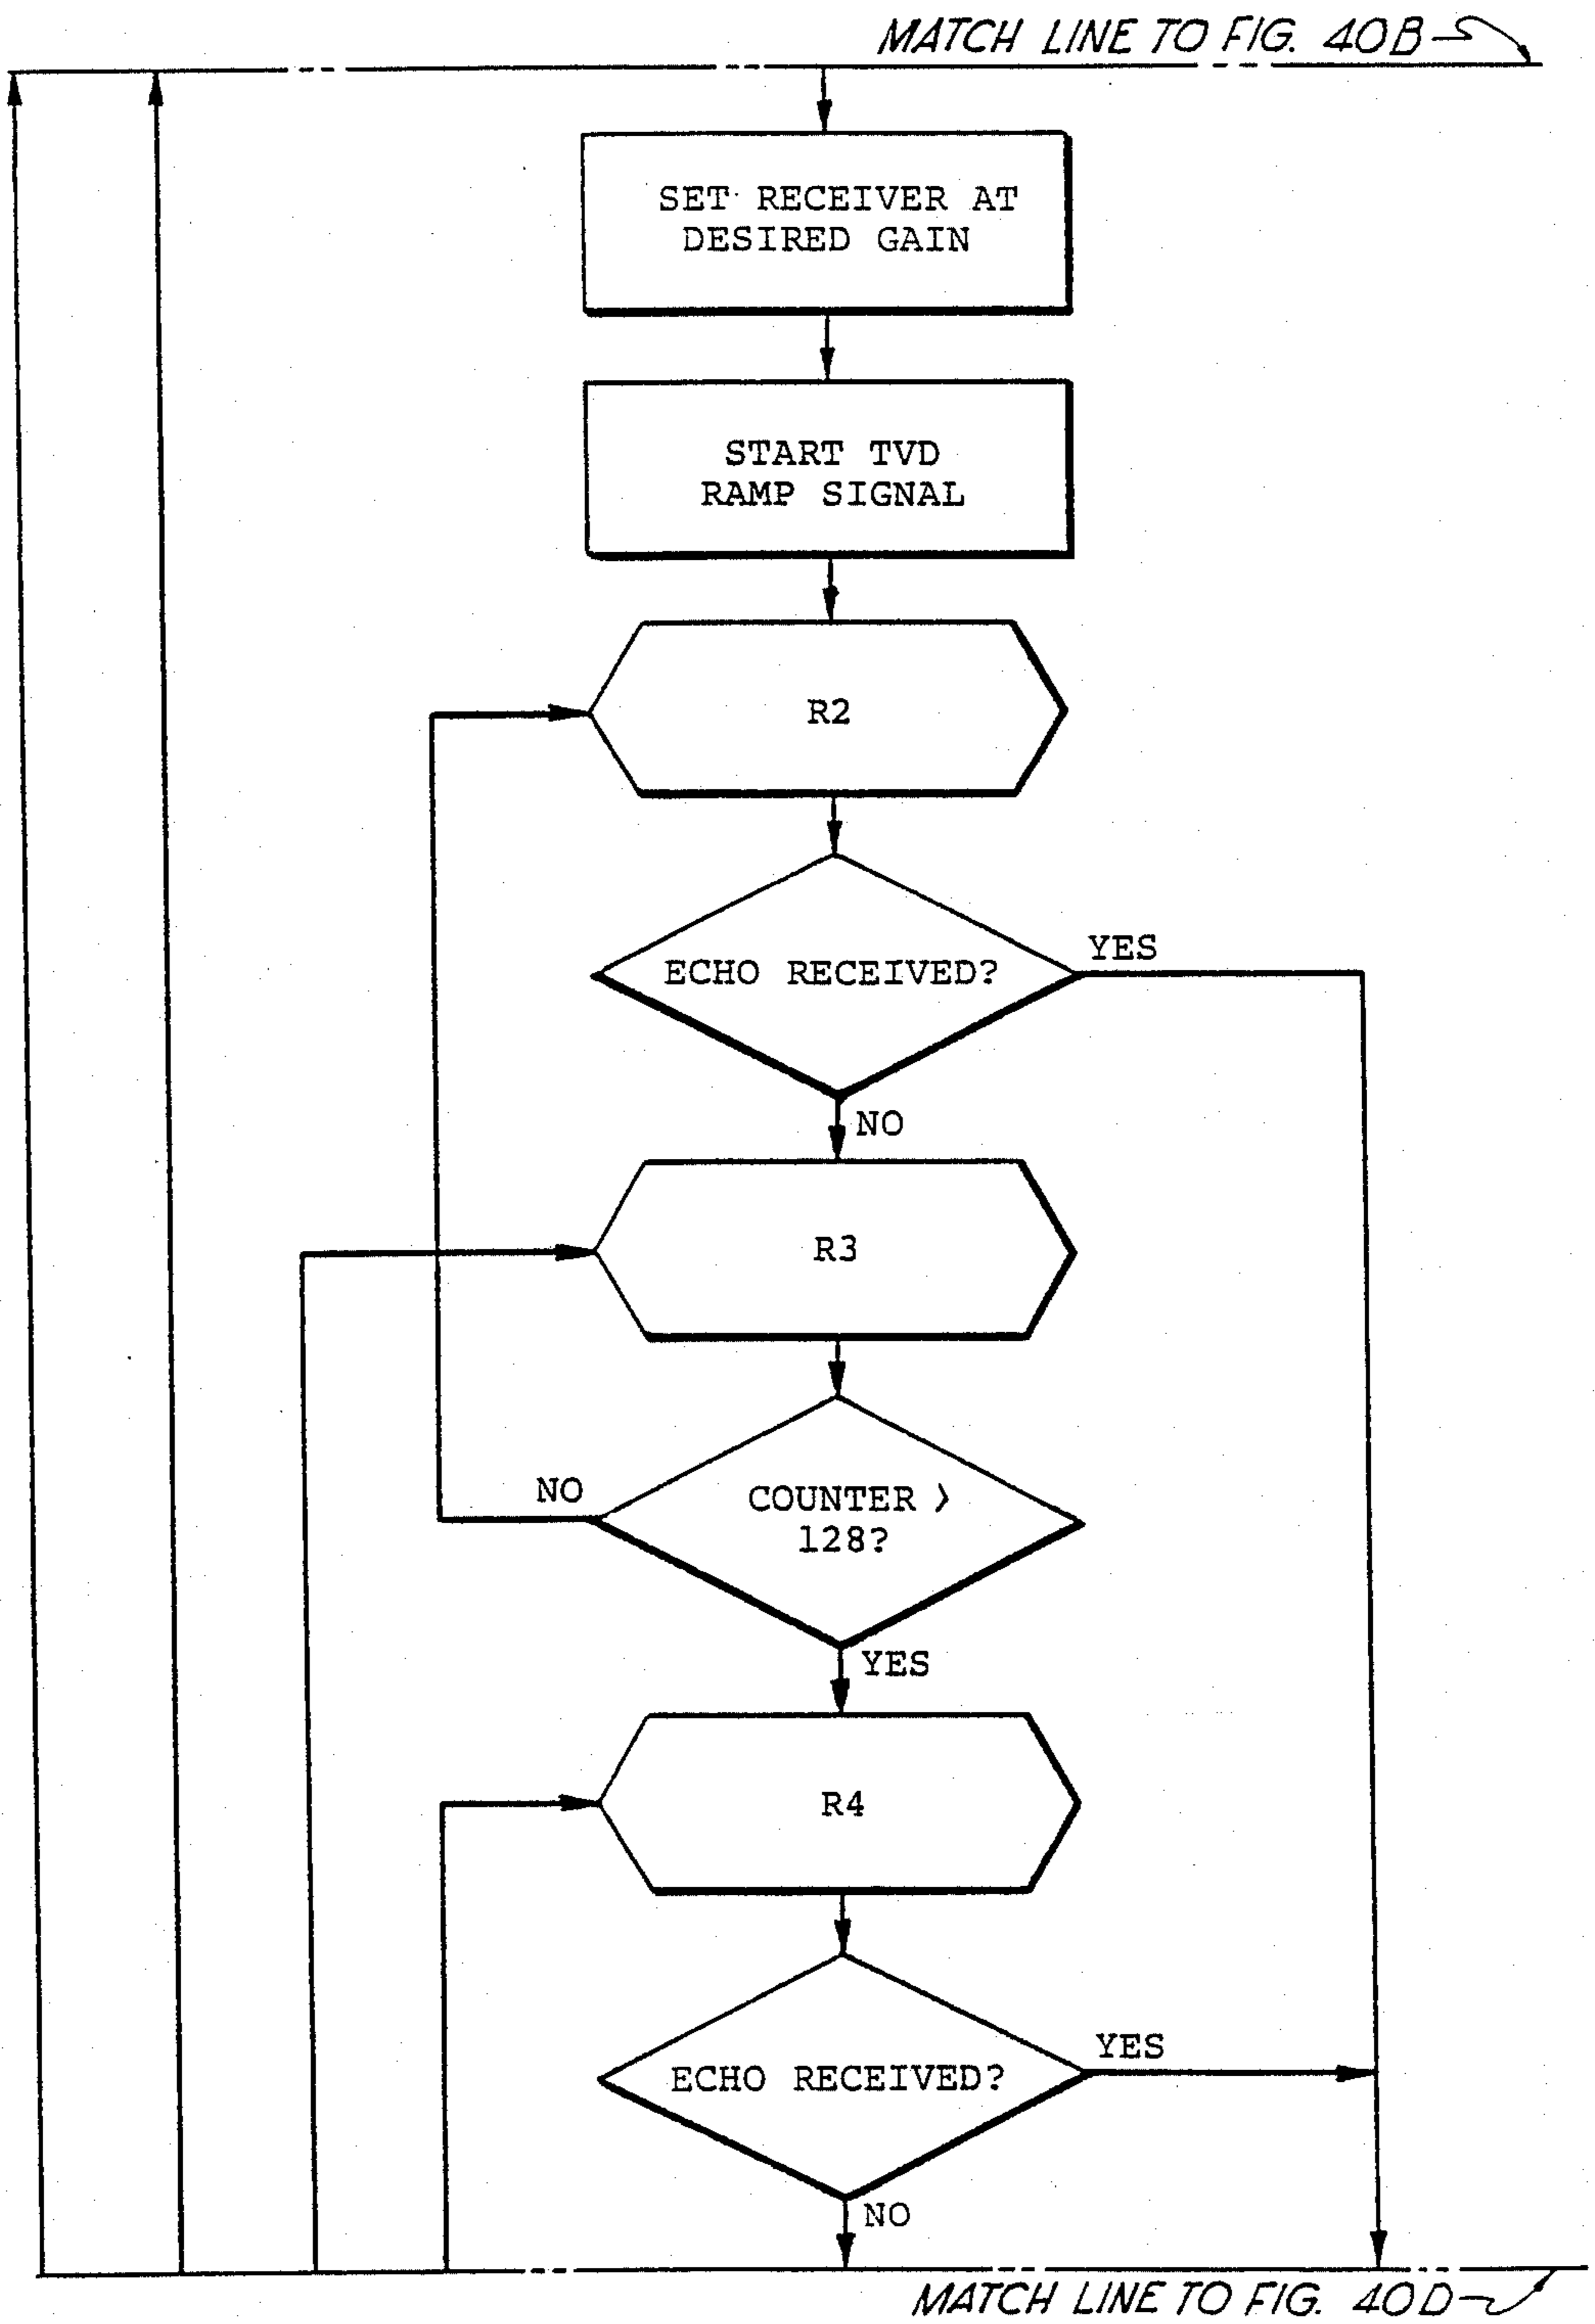 MATCH LINE TO FIG. 40B
SET RECEIVER AT
DESIRED GAIN
START TVD
RAMP SIGNAL
R2
YES
ECHO RECEIVED?
NO
R3
NO
COUNTER >
128?
YES
R4
YES
ECHO RECEIVED?
NO
MATCH LINE TO FIG. 40D